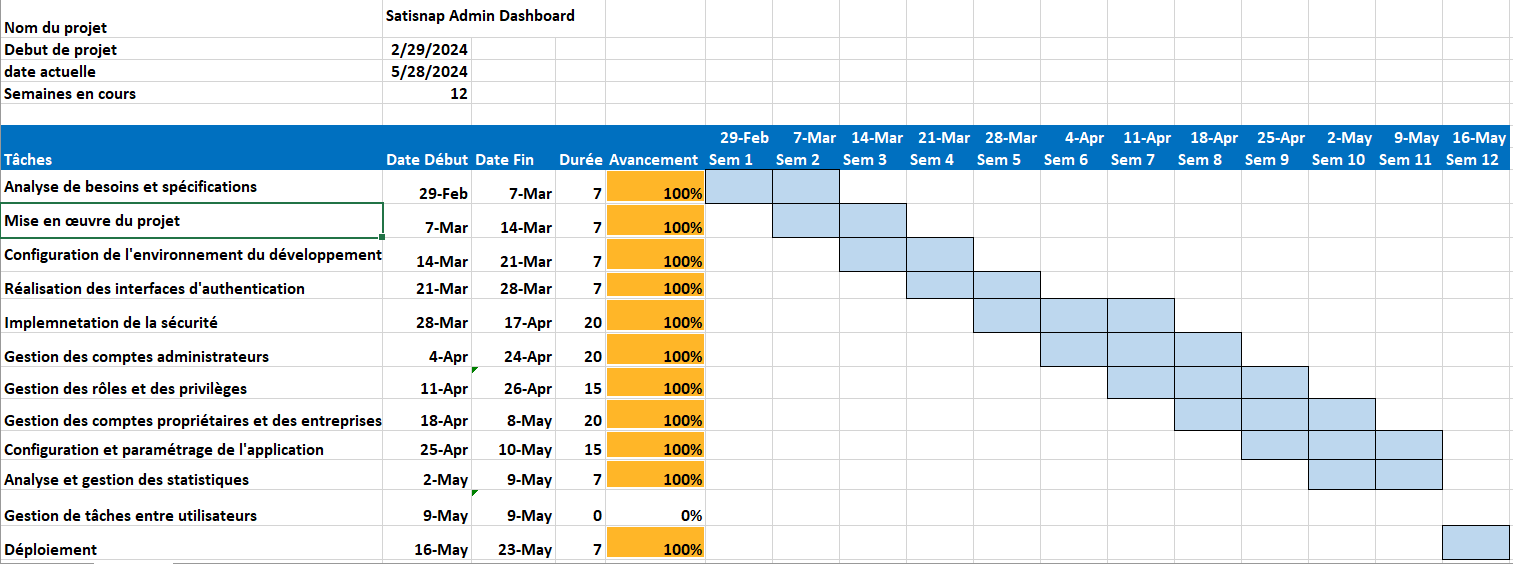 Satisnap Admin Dashboard
Nom du projet
Debut de projet 2/29/2024
date actuelle 5/28/2024
Semaines en cours 12
29-Feb 7-Mar 14-Mar 21-Mar 28-Mar 4-Apr 11-Apr 18-Apr 25-Apr 2-May 9-May 16-May
Tâches Date Début Date Fin Durée Avancement Sem 1 Sem 2 Sem 3 Sem 4 Sem 5 Sem 6 Sem 7 Sem 8 Sem 9 Sem 10 Sem 11 Sem 12
Analyse de besoins et spécifications 29-Feb 7-Mar 7 100%
Mise en œuvre du projet 7-Mar 14-Mar 7 100%
Configuration de l'environnement du développement 14-Mar 21-Mar 7 100%
Réalisation des interfaces d'authentication 21-Mar 28-Mar 7 100%
Implemnetation de la sécurité 28-Mar 17-Apr 20 100%
Gestion des comptes administrateurs 4-Apr 24-Apr 20 100%
Gestion des rôles et des privilèges 11-Apr 26-Apr 15 100%
Gestion des comptes propriétaires et des entreprises 18-Apr 8-May 20 100%
Configuration et paramétrage de l'application 25-Apr 10-May 15 100%
Analyse et gestion des statistiques 2-May 9-May 7 100%
Gestion de tâches entre utilisateurs 9-May 9-May 0 0%
Déploiement 16-May 23-May 7 100%